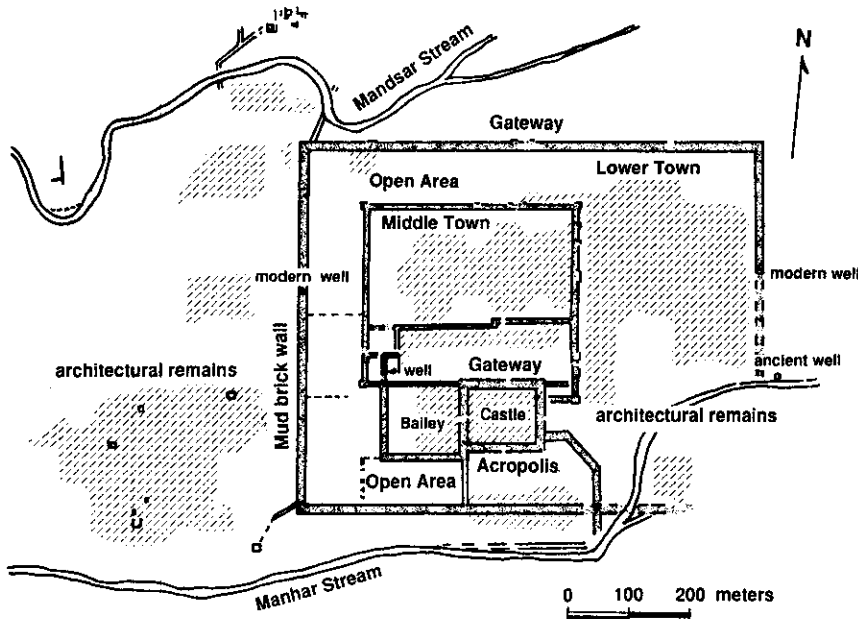 Mandsar Stream
N
Gateway
Lower Town
Open Area
Middle Town
modern well
modern well
Mud brick wall
well
Gateway
ancient well
architectural remains
Bailey
Castle
architectural remains
Acropolis
Open Area
Manhar Stream
0 100 200 meters